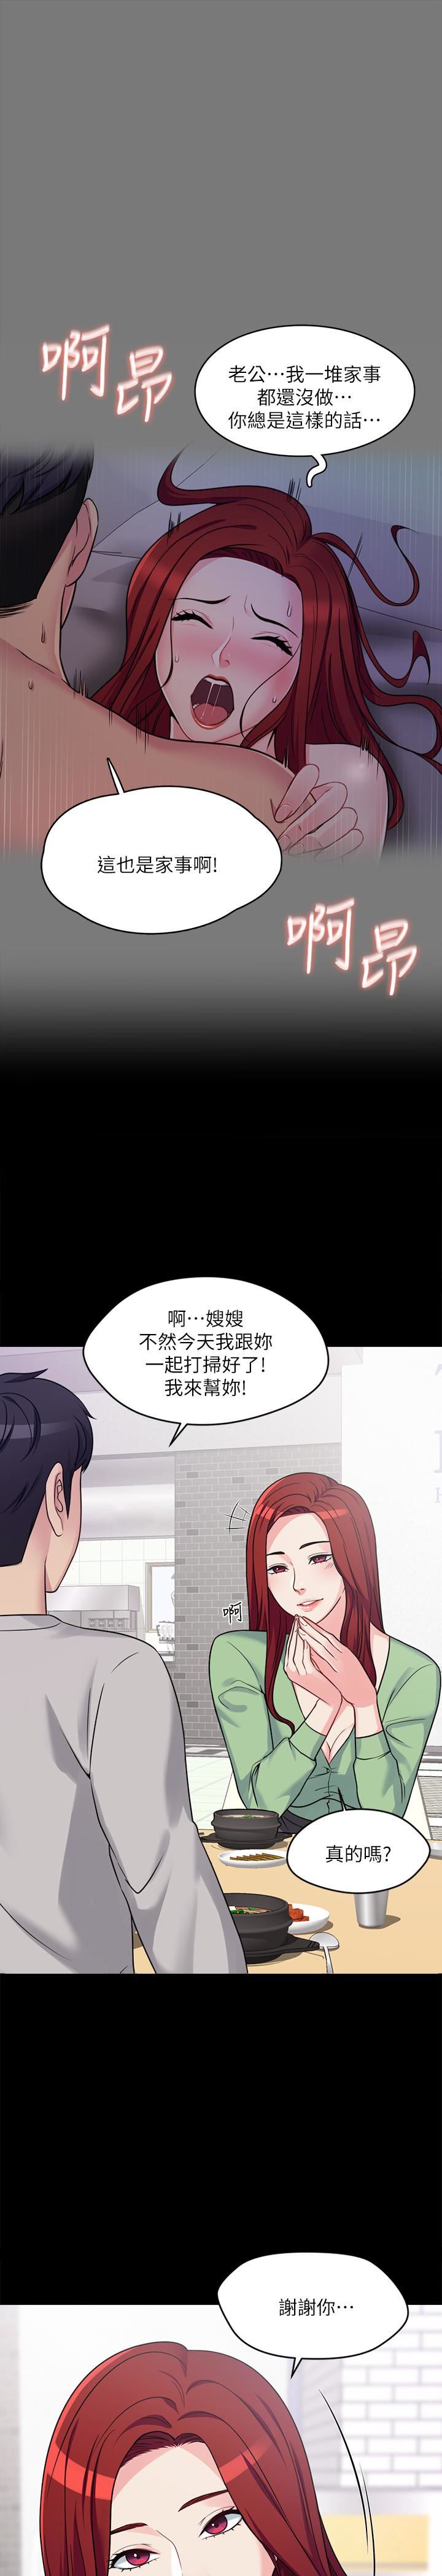 啊昂
老公⋯我一堆家事
都還沒做⋯
你總是這樣的話⋯
這也是家事啊!
啊昂
啊⋯嫂嫂
不然今天我跟妳
一起打掃好了!
我來幫妳!
啊
真的嗎?
謝謝你⋯